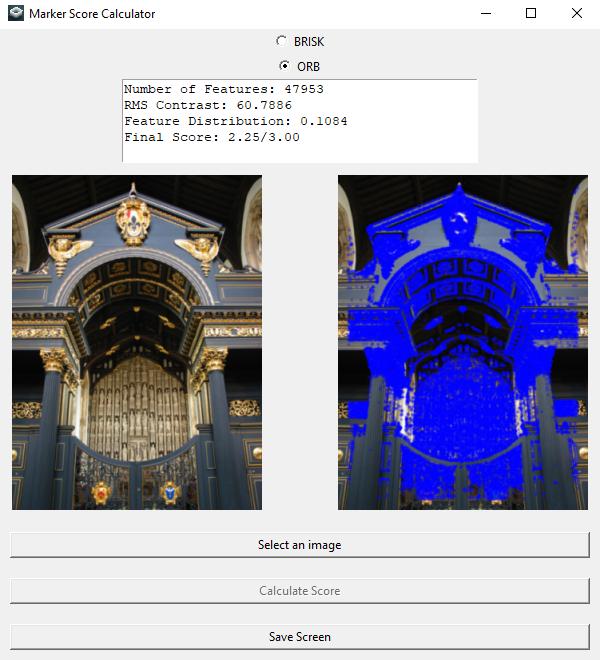 Marker Score Calculator
BRISK
ORB
Number of Features: 47953
RMS Contrast: 60.7886
Feature Distribution: 0.1084
Final Score: 2.25/3.00
Select an image
Calculate Score
Save Screen